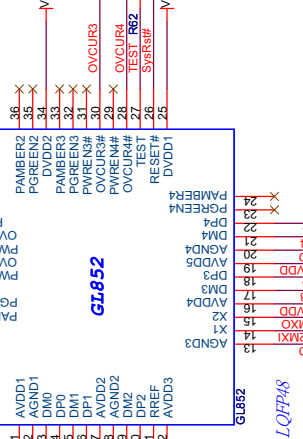 OVCUR3
OVCUR4
TEST
R62
SysRst#
36
35
34
33
32
31
30
29
28
27
26
25
PAMBER2
PGREEN2
DVDD2
PAMBER3
PGREEN3
PWREN3#
OVCUR3#
PWREN4#
OVCUR4#
TEST
RESET#
DVDD1
PAMBER4
PGREEN4
DP4
DM4
AGND4
AVDD5
DP3
DM3
AVDD4
X2
X1
AGND3
24
23
22
21
20
19
18
17
16
15
14
13
GL852
AVDD1
AGND1
DM0
DP0
DM1
DP1
AVDD2
AGND2
DM2
DP2
RREF
AVDD3
GL852
LQFP48